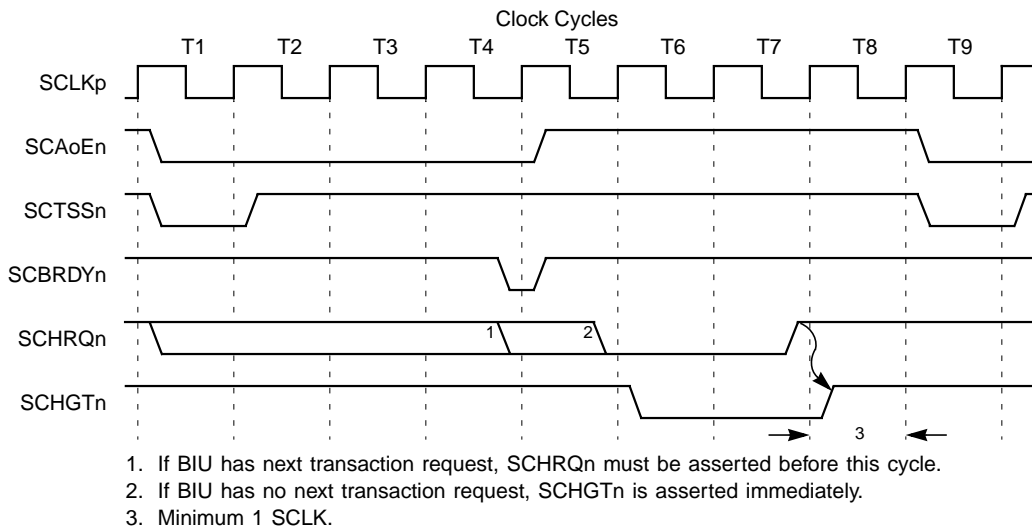 Clock Cycles
T1 T2 T3 T4 T5 T6 T7 T8 T9
SCLKp
SCAoEn
SCTSSn
SCBRDYn
SCHRQn 1 2
SCHGTn
3
1. If BIU has next transaction request, SCHRQn must be asserted before this cycle.
2. If BIU has no next transaction request, SCHGTn is asserted immediately.
3. Minimum 1 SCLK.